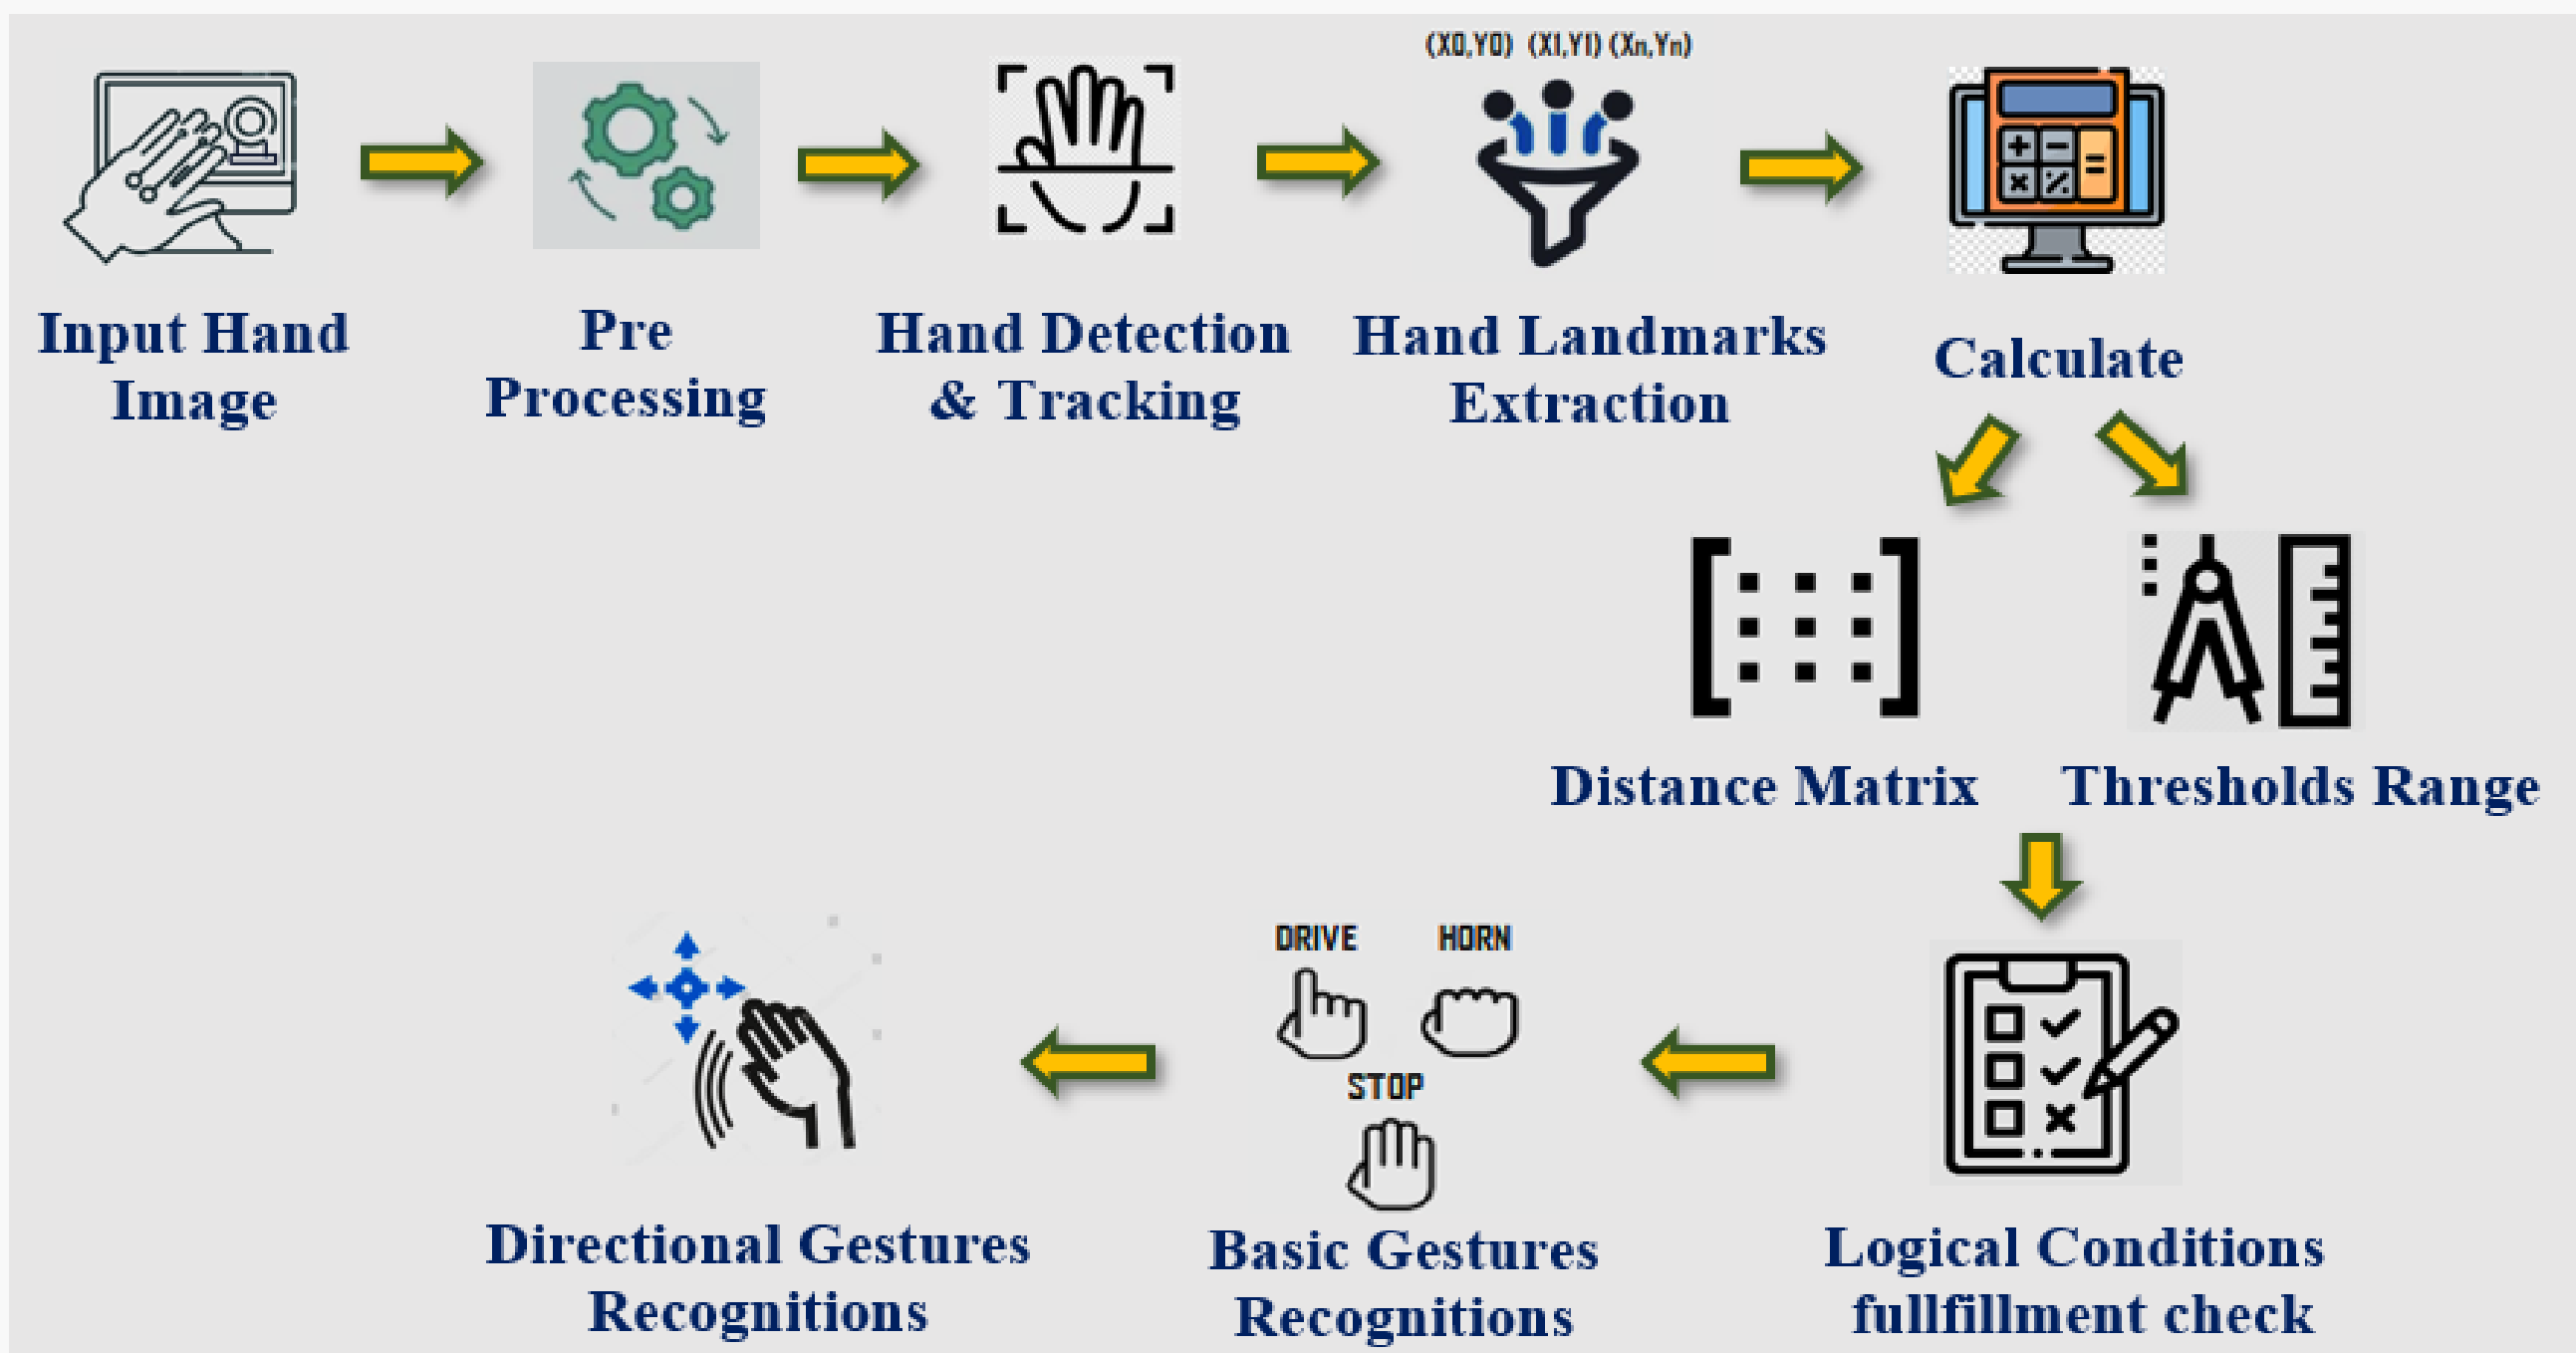 (X0,Y0) (X1,Y1) (Xn,Yn)
Input Hand
Image
Pre
Processing
Hand Detection
& Tracking
Hand Landmarks
Extraction
Calculate
Distance Matrix
Thresholds Range
DRIVE
HORN
STOP
Directional Gestures
Recognitions
Basic Gestures
Recognitions
Logical Conditions
fullfillment check